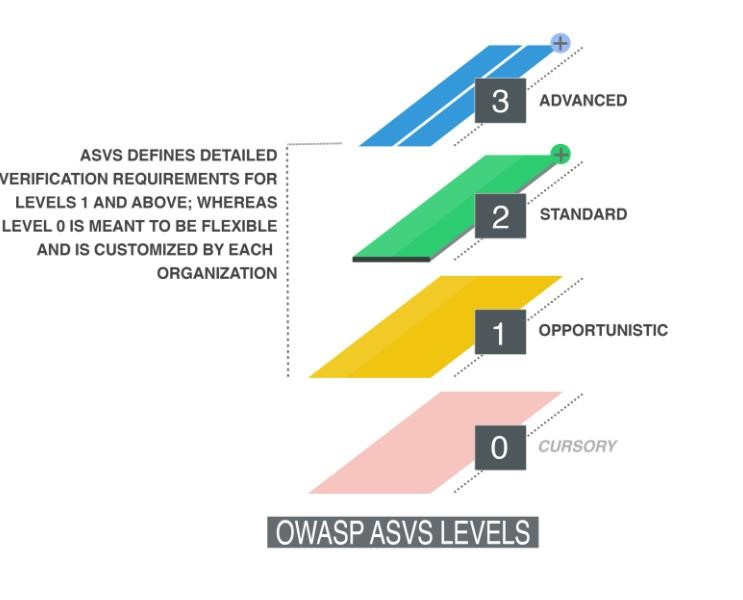 3 ADVANCED
ASVS DEFINES DETAILED
VERIFICATION REQUIREMENTS FOR
LEVELS 1 AND ABOVE; WHEREAS
LEVEL 0 IS MEANT TO BE FLEXIBLE
AND IS CUSTOMIZED BY EACH
ORGANIZATION
2 STANDARD
1 OPPORTUNISTIC
0 CURSORY
OWASP ASVS LEVELS